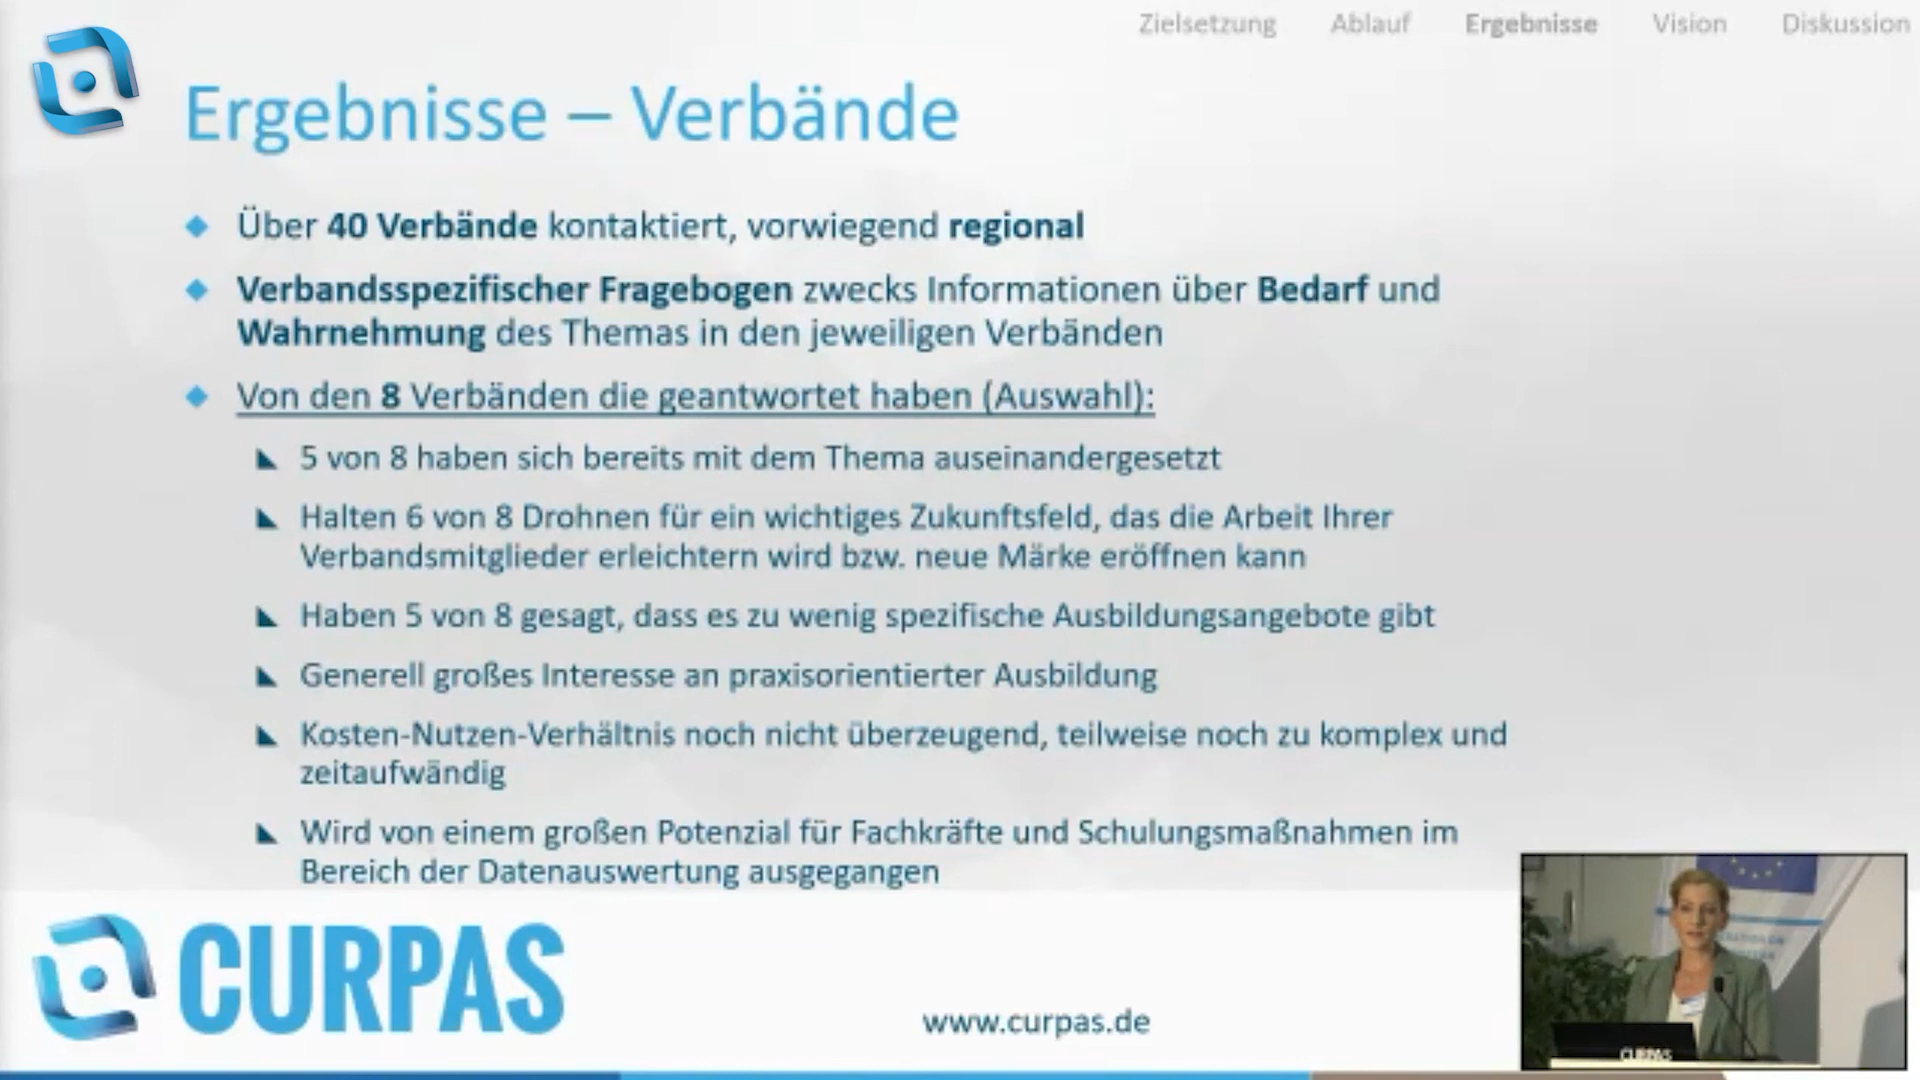 Zielsetzung Ablauf Ergebnisse Vision Diskussion
Ergebnisse – Verbände
Über 40 Verbände kontaktiert, vorwiegend regional
Verbandsspezifischer Fragebogen zwecks Informationen über Bedarf und
Wahrnehmung des Themas in den jeweiligen Verbänden
Von den 8 Verbänden die geantwortet haben (Auswahl):
5 von 8 haben sich bereits mit dem Thema auseinandergesetzt
Halten 6 von 8 Drohnen für ein wichtiges Zukunftsfeld, das die Arbeit Ihrer
Verbandsmitglieder erleichtern wird bzw. neue Märke eröffnen kann
Haben 5 von 8 gesagt, dass es zu wenig spezifische Ausbildungsangebote gibt
Generell großes Interesse an praxisorientierter Ausbildung
Kosten-Nutzen-Verhältnis noch nicht überzeugend, teilweise noch zu komplex und
zeitaufwändig
Wird von einem großen Potenzial für Fachkräfte und Schulungsmaßnahmen im
Bereich der Datenauswertung ausgegangen
CURPAS
www.curpas.de
CURPAS